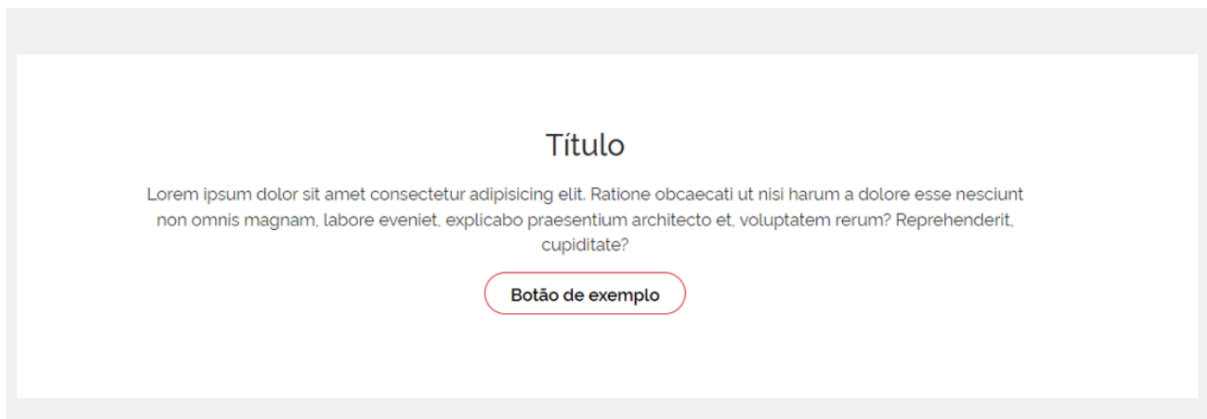 Título
Lorem ipsum dolor sit amet consectetur adipisicing elit. Ratione obcaecati ut nisi harum a dolore esse nesciunt
non omnis magnam, labore eveniet, explicabo praesentium architecto et, voluptatem rerum? Reprehenderit,
cupiditate?
Botão de exemplo